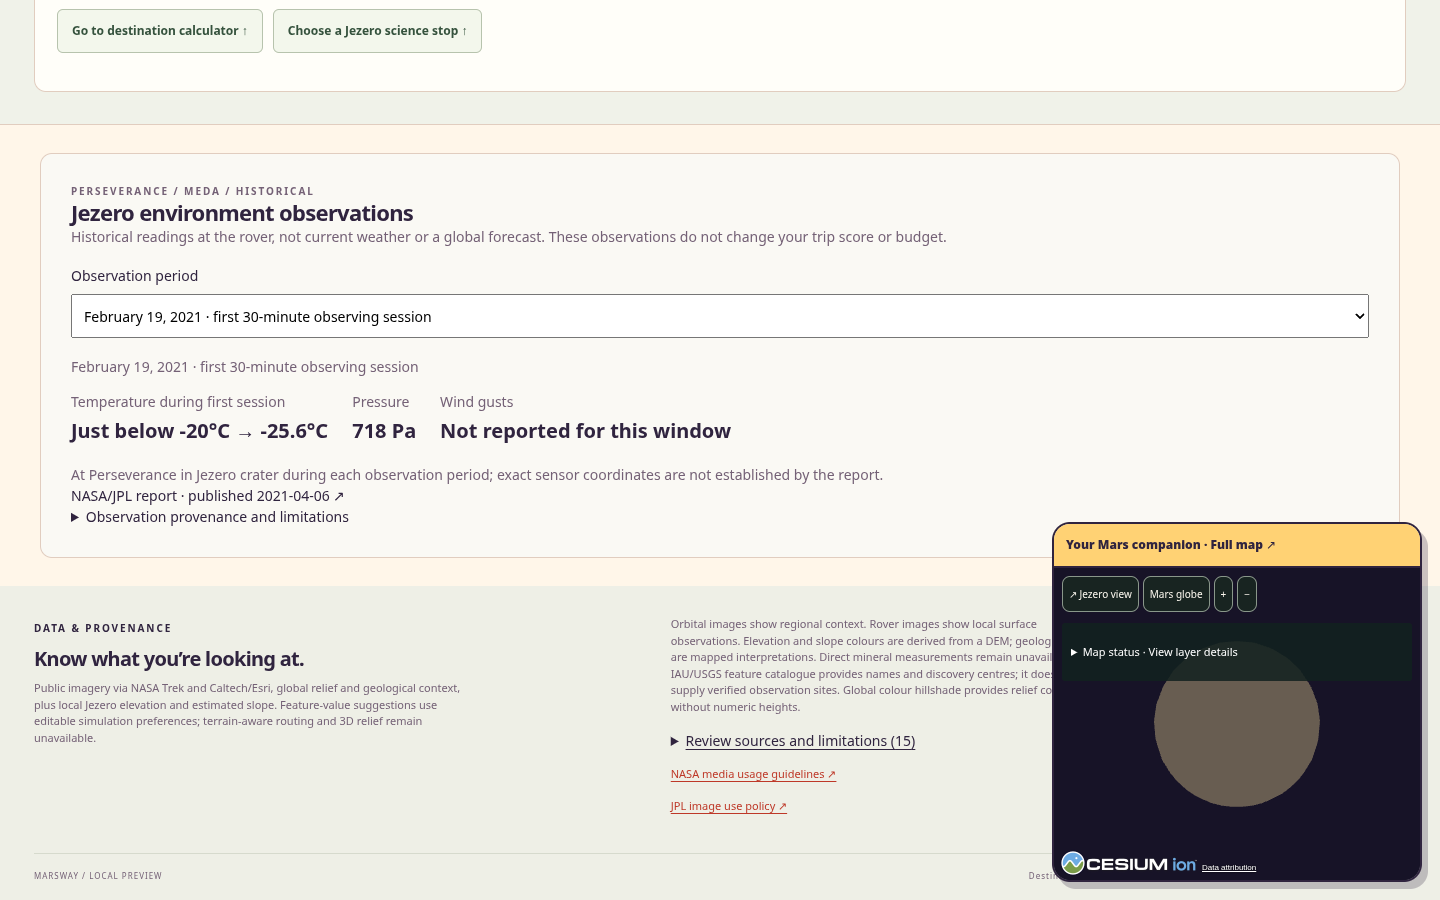 Go to destination calculator ↑
Choose a Jezero science stop ↑
PERSEVERANCE / MEDA / HISTORICAL
Jezero environment observations
Historical readings at the rover, not current weather or a global forecast. These observations do not change your trip score or budget.
Observation period
February 19, 2021 · first 30-minute observing session
February 19, 2021 · first 30-minute observing session
Temperature during first session
Just below -20°C → -25.6°C
Pressure
718 Pa
Wind gusts
Not reported for this window
At Perseverance in Jezero crater during each observation period; exact sensor coordinates are not established by the report.
NASA/JPL report · published 2021-04-06 ↗
▶ Observation provenance and limitations
DATA & PROVENANCE
Know what you’re looking at.
Public imagery via NASA Trek and Caltech/Esri, global relief and geological context,
plus local Jezero elevation and estimated slope. Feature-value suggestions use
editable simulation preferences; terrain-aware routing and 3D relief remain
unavailable.
Orbital images show regional context. Rover images show local surface
observations. Elevation and slope colours are derived from a DEM;
are mapped interpretations. Direct mineral measurements remain
IAU/USGS feature catalogue provides names and discovery centres; it
supply verified observation sites. Global colour hillshade provides relief
without numeric heights.
▶ Review sources and limitations (15)
NASA media usage guidelines ↗
JPL image use policy ↗
MARSWAY / LOCAL PREVIEW
Your Mars companion · Full map ↗
↗ Jezero view
Mars globe
+
−
▶ Map status · View layer details
CESIUM ion
Data attribution